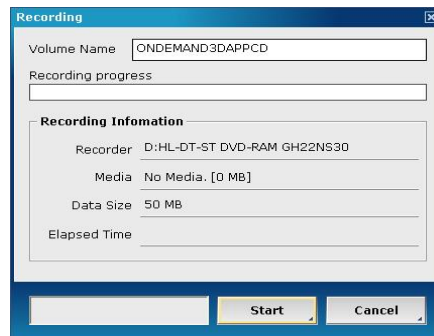 Recording
Volume Name ONDEMAND3DAPPCD
Recording progress
Recording Infomation
Recorder D:HL-DT-ST DVD-RAM GH22NS30
Media No Media. [0 MB]
Data Size 50 MB
Elapsed Time
Start Cancel